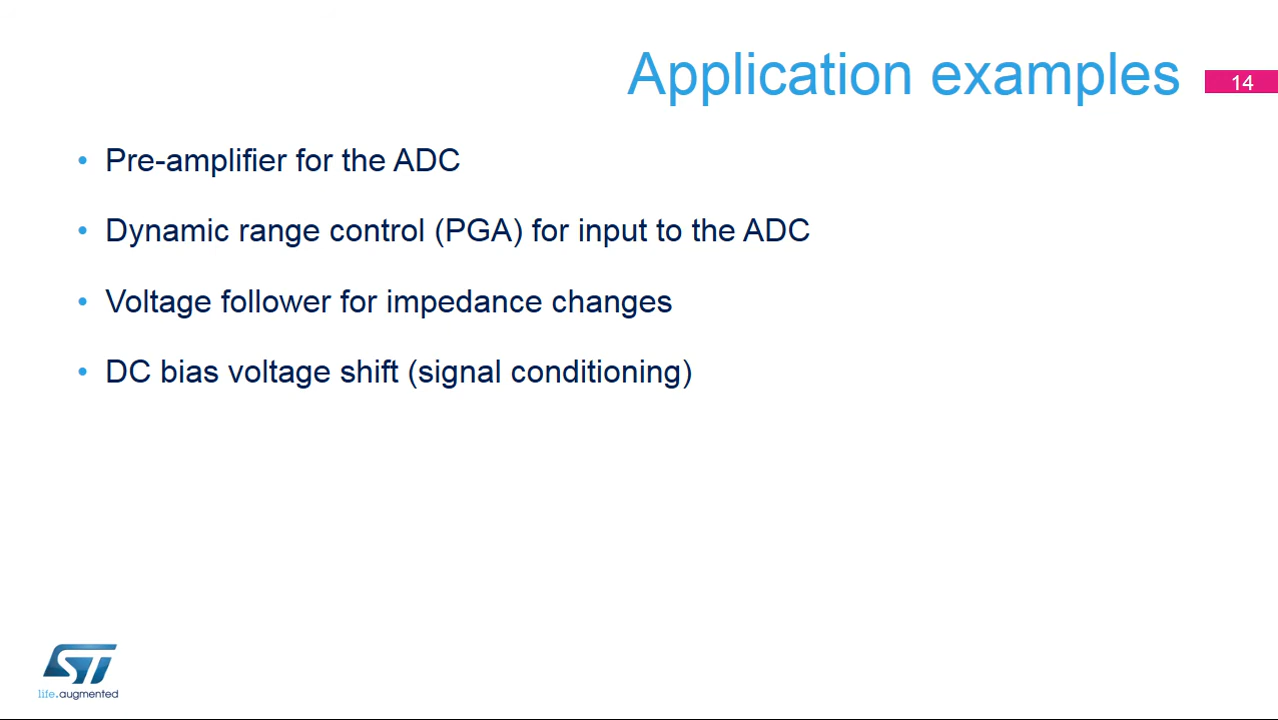 Application examples
14
• Pre-amplifier for the ADC
• Dynamic range control (PGA) for input to the ADC
• Voltage follower for impedance changes
• DC bias voltage shift (signal conditioning)
ST
life.augmented